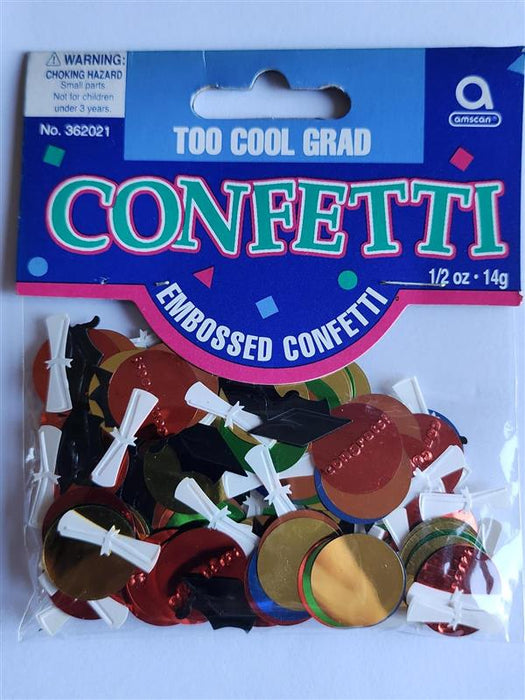 ⚠ WARNING:
CHOKING HAZARD
Small parts
Not for children
under 3 years.
No. 362021
TOO COOL GRAD
amscan™
CONFETTI
1/2 oz • 14g
EMBOSSED CONFETTI